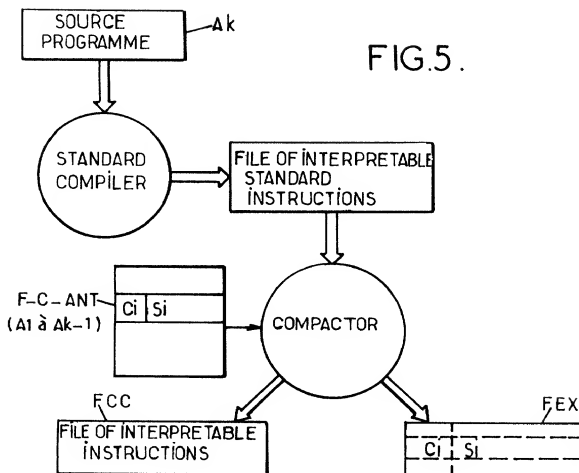 SOURCE
PROGRAMME
Ak
FIG.5.
STANDARD
COMPILER
FILE OF INTERPRETABLE
STANDARD
INSTRUCTIONS
F-C-ANT
(A1 à Ak-1)
Ci Si
COMPACTOR
FCC
FILE OF INTERPRETABLE
INSTRUCTIONS
FEX
Ci Si